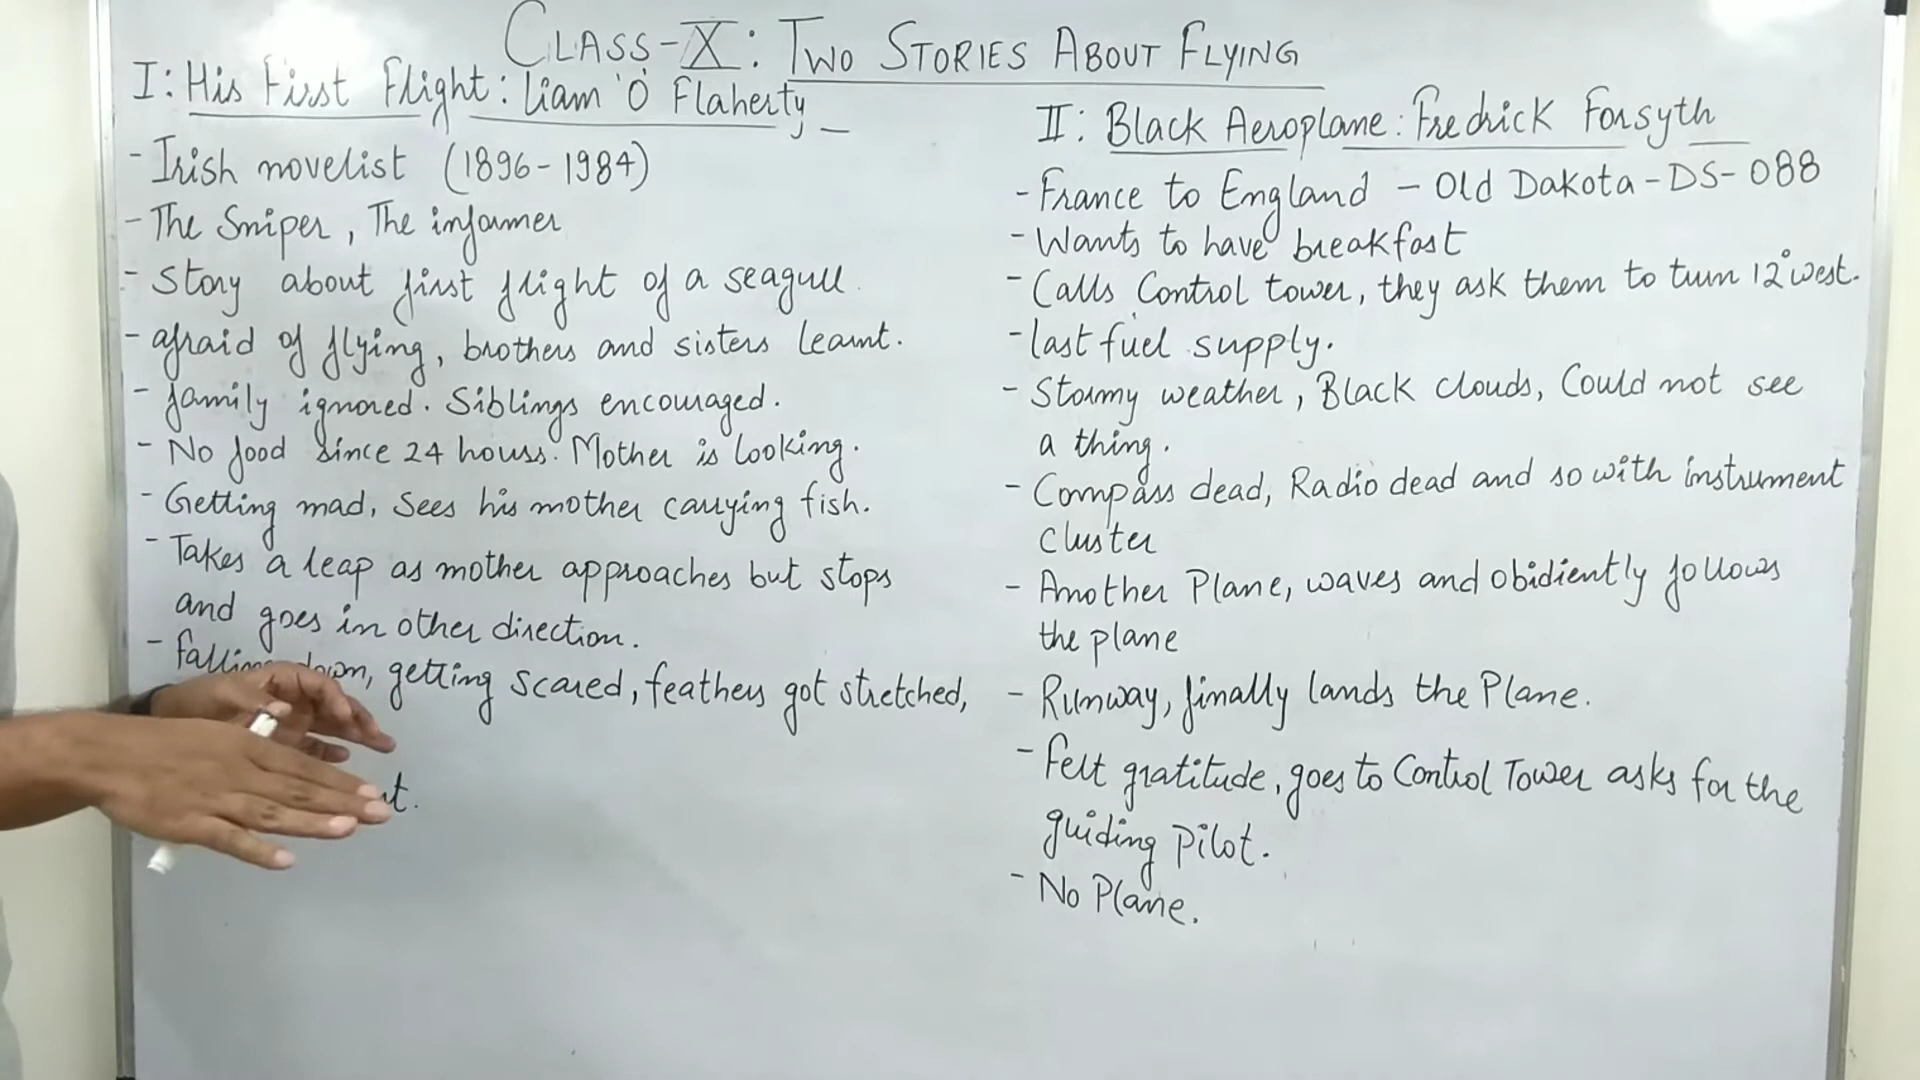 CLASS-X: TWO STORIES ABOUT FLYING
I: His First Flight: Liam 'O' Flaherty
- Irish novelist (1896-1984)
- The Sniper, The informer
- Story about first flight of a seagull.
- afraid of flying, brothers and sisters learnt.
- family ignored. Siblings encouraged.
- No food since 24 hours. Mother is looking.
- Getting mad, Sees his mother carrying fish.
- Takes a leap as mother approaches but stops
and goes in other direction.
- falling down, getting scared, feathers got stretched,
II: Black Aeroplane: Fredrick Forsyth
- France to England - Old Dakota - DS-088
- Wants to have breakfast
- Calls Control tower, they ask them to turn 12° west.
- last fuel supply.
- Stormy weather, Black clouds, Could not see
a thing.
- Compass dead, Radio dead and so with instrument
cluster
- Another Plane, waves and obidiently follows
the plane
- Runway, finally lands the Plane.
- Felt gratitude, goes to Control Tower asks for the
guiding Pilot.
- No Plane.